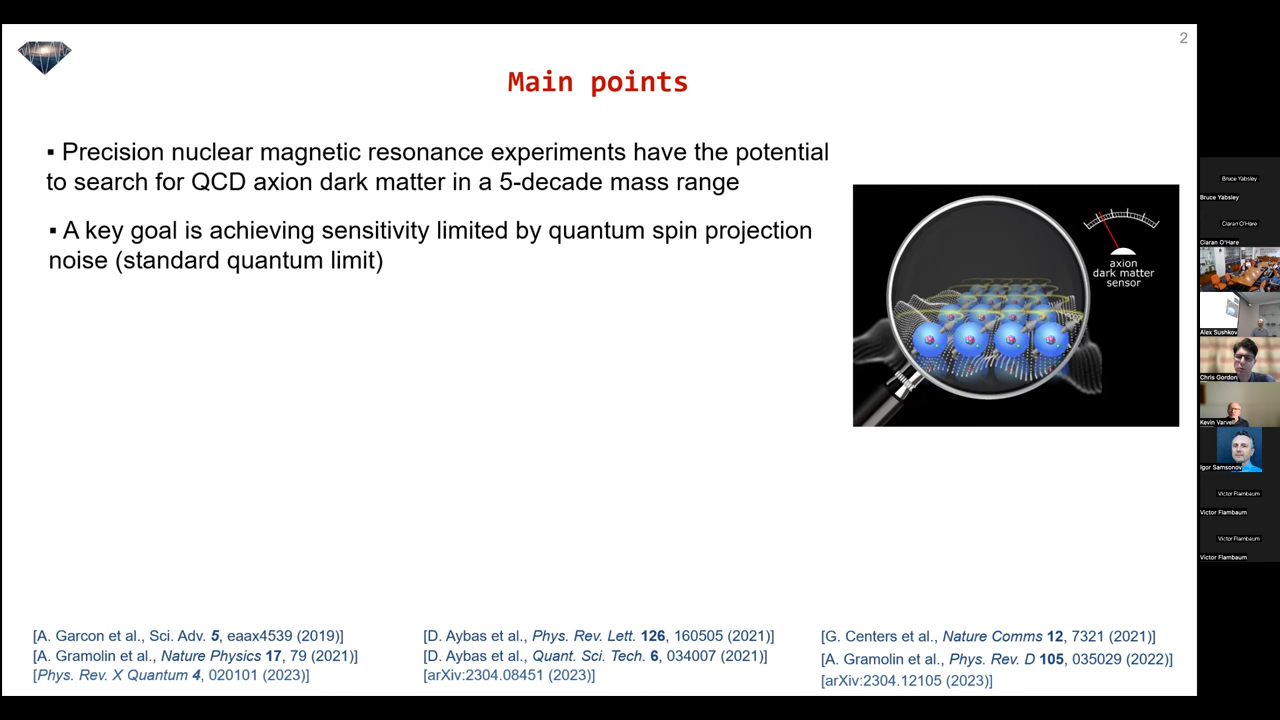 2
Main points
▪ Precision nuclear magnetic resonance experiments have the potential
to search for QCD axion dark matter in a 5-decade mass range
▪ A key goal is achieving sensitivity limited by quantum spin projection
noise (standard quantum limit)
axion
dark matter
sensor
[A. Garcon et al., Sci. Adv. 5, eaax4539 (2019)]
[A. Gramolin et al., Nature Physics 17, 79 (2021)]
[Phys. Rev. X Quantum 4, 020101 (2023)]
[D. Aybas et al., Phys. Rev. Lett. 126, 160505 (2021)]
[D. Aybas et al., Quant. Sci. Tech. 6, 034007 (2021)]
[arXiv:2304.08451 (2023)]
[G. Centers et al., Nature Comms 12, 7321 (2021)]
[A. Gramolin et al., Phys. Rev. D 105, 035029 (2022)]
[arXiv:2304.12105 (2023)]
Bruce Yabsley
Bruce Yabsley
Ciaran O'Hare
Ciaran O'Hare
Alex Sushkov
Chris Gordon
Kevin Varvell
Igor Samsonov
Victor Flambaum
Victor Flambaum
Victor Flambaum
Victor Flambaum